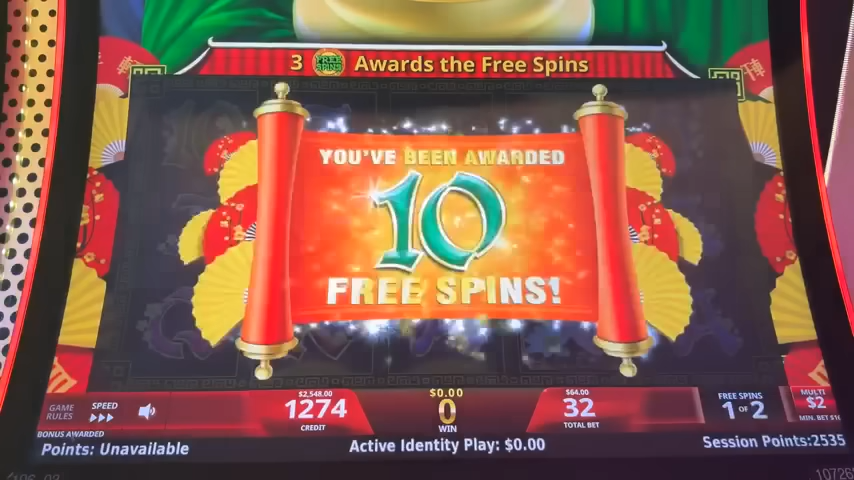 3 FREE SPINS Awards the Free Spins
YOU'VE BEEN AWARDED
10
FREE SPINS!
GAME RULES
SPEED
$2,548.00
1274
CREDIT
$0.00
0
WIN
$64.00
32
TOTAL BET
FREE SPINS
1 OF 2
MULTI
$2
MIN. BET
BONUS AWARDED
Points: Unavailable
Active Identity Play: $0.00
Session Points:2535